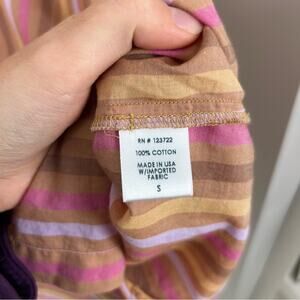 RN # 123722
100% COTTON
MADE IN USA
W/IMPORTED
FABRIC
S